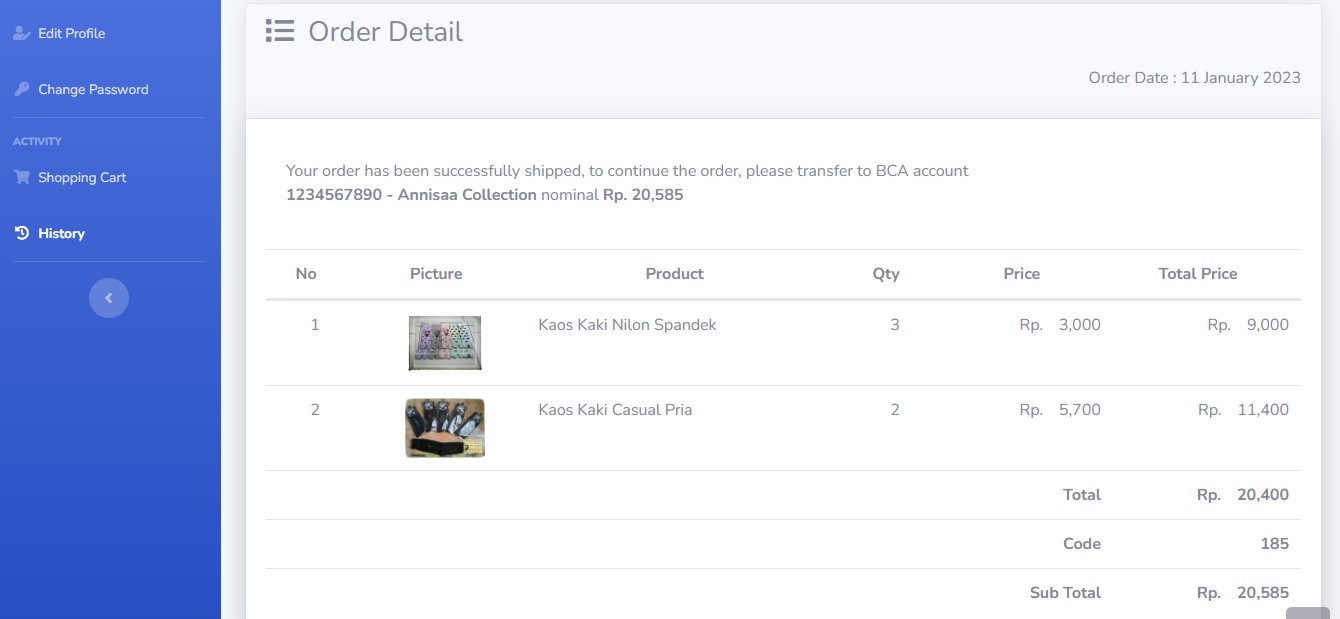 Edit Profile
Change Password
ACTIVITY
Shopping Cart
History
Order Detail
Order Date : 11 January 2023
Your order has been successfully shipped, to continue the order, please transfer to BCA account
1234567890 - Annisaa Collection nominal Rp. 20,585
No Picture Product Qty Price Total Price
1 Kaos Kaki Nilon Spandek 3 Rp. 3,000 Rp. 9,000
2 Kaos Kaki Casual Pria 2 Rp. 5,700 Rp. 11,400
Total Rp. 20,400
Code 185
Sub Total Rp. 20,585